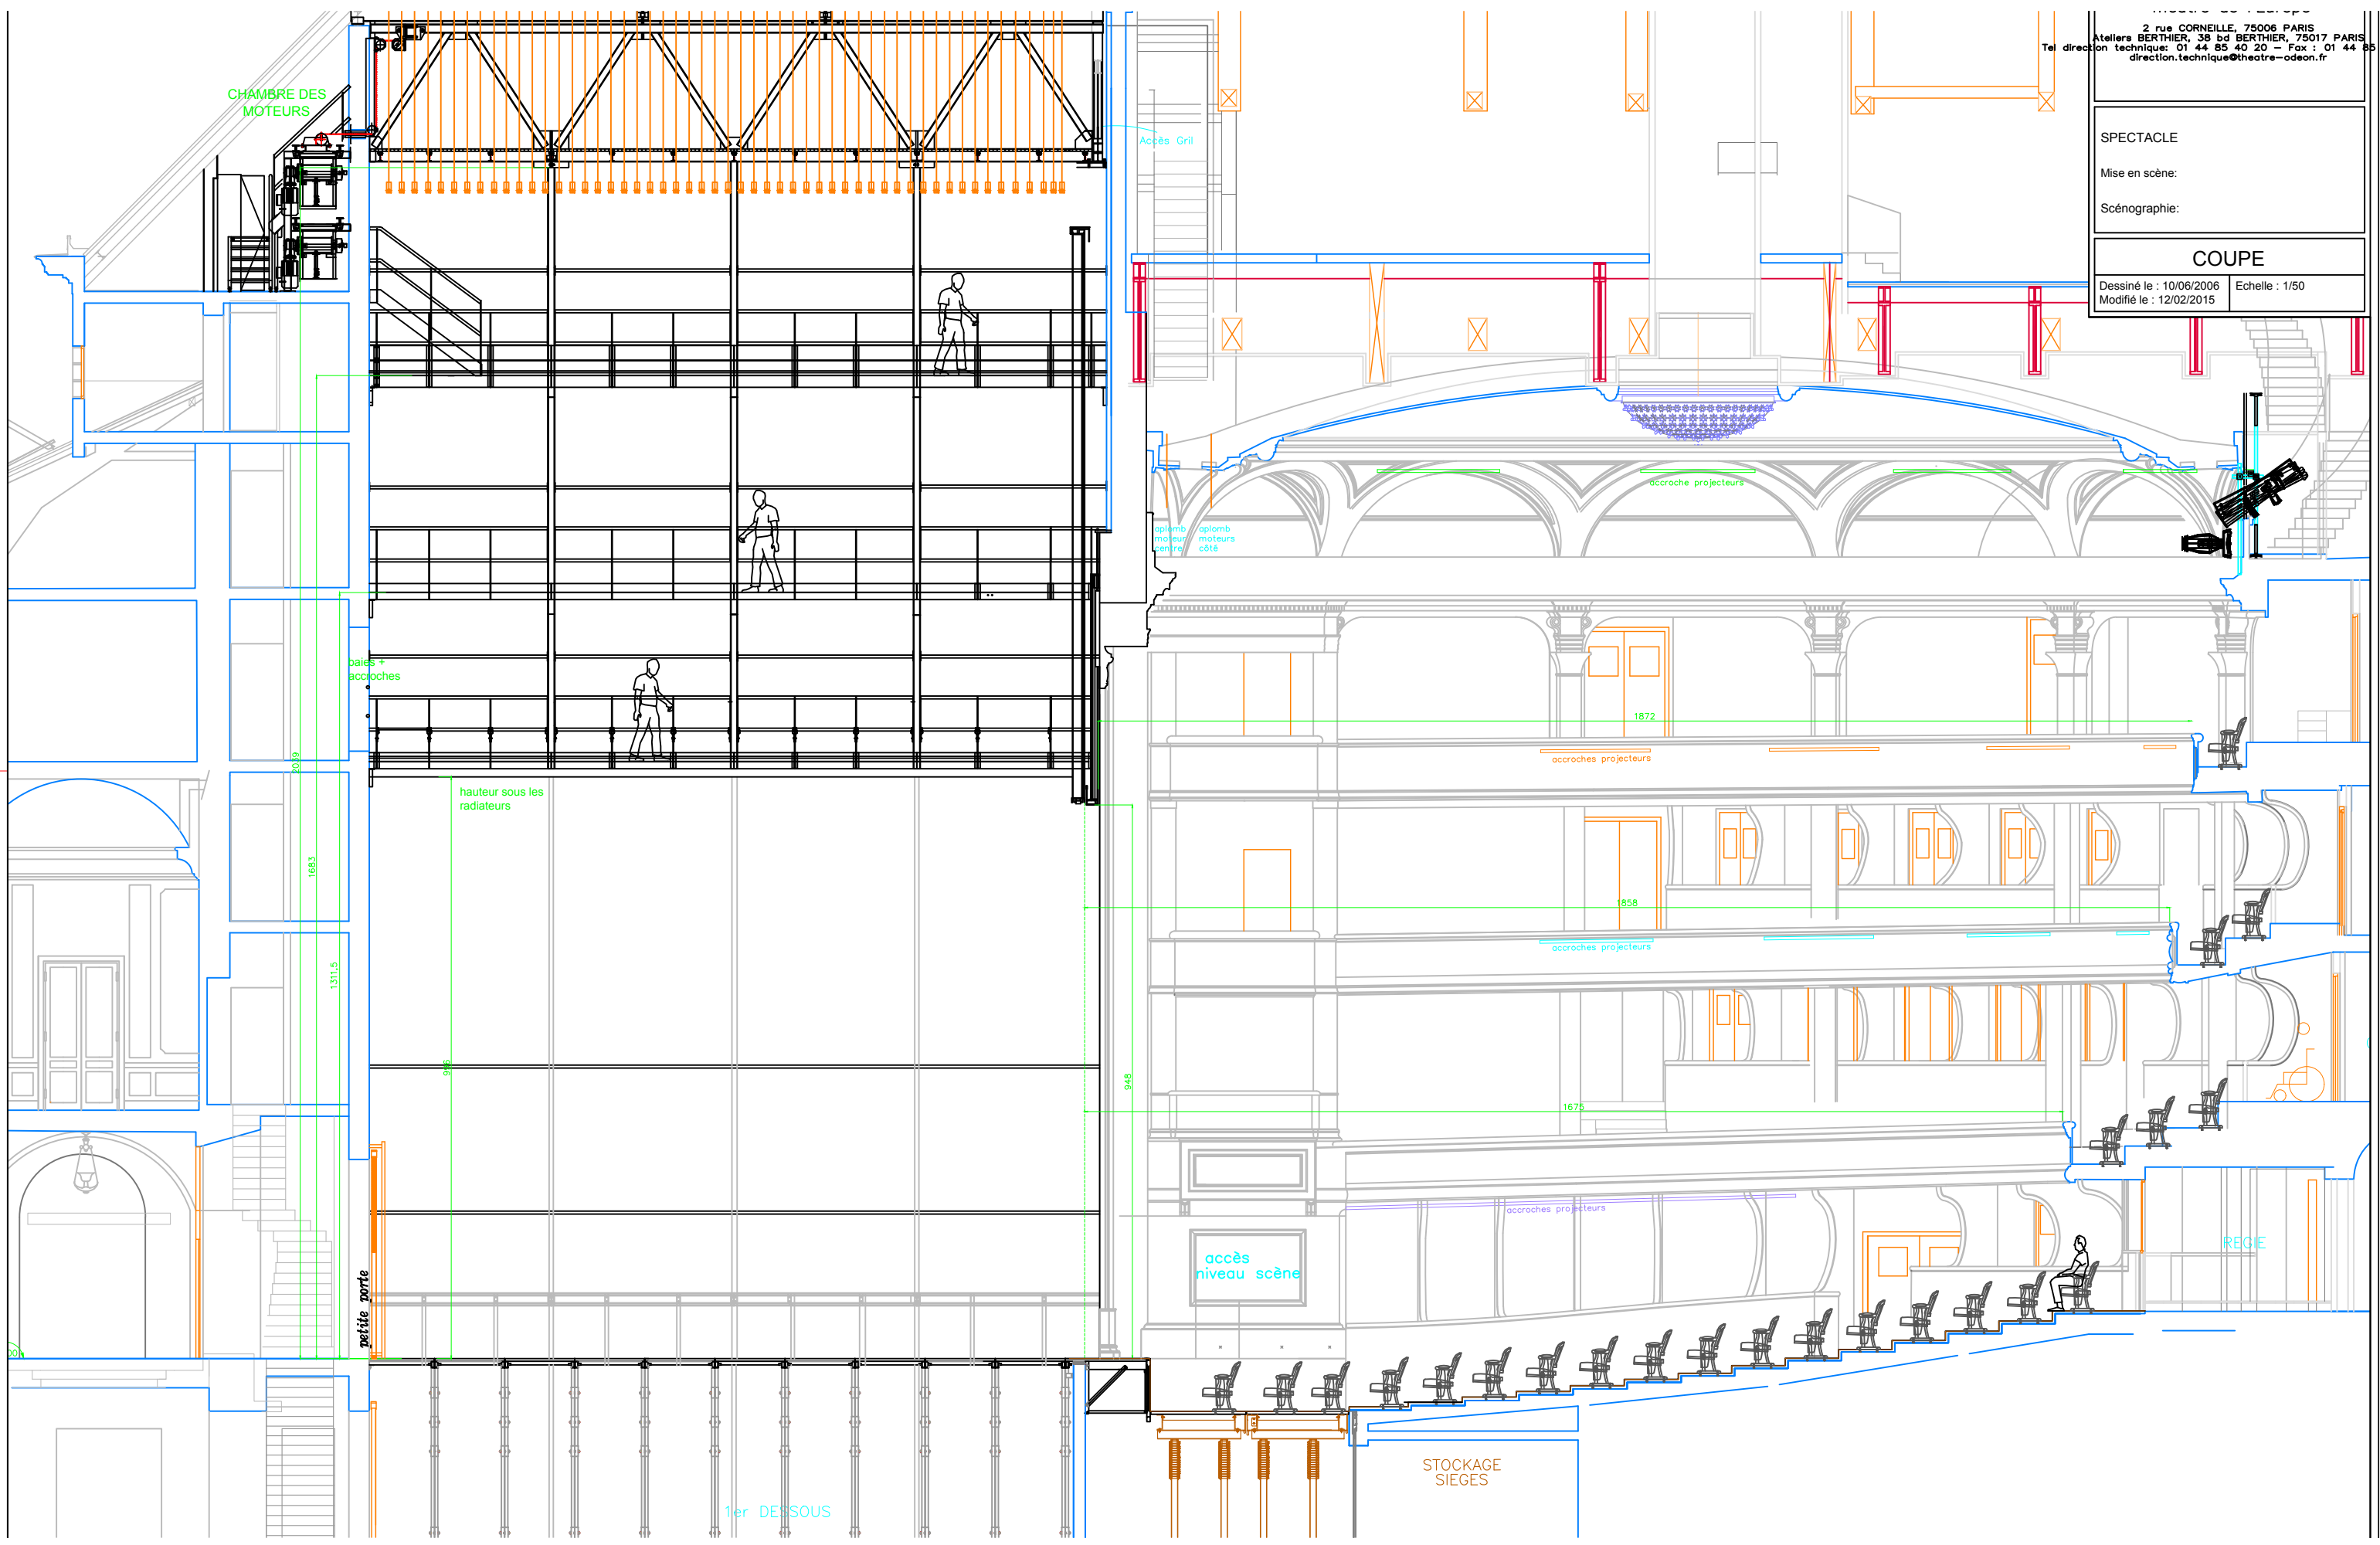 2 rue CORNEILLE, 75006 PARIS
Ateliers BERTHIER, 38 bd BERTHIER, 75017 PARIS
Tel direction technique: 01 44 85 40 20 – Fax : 01 44 85
direction.technique@theatre-odeon.fr
SPECTACLE
Mise en scène:
Scénographie:
COUPE
Dessiné le : 10/06/2006
Modifié le : 12/02/2015
Echelle : 1/50
CHAMBRE DES
MOTEURS
Accès Gril
accroche projecteurs
aplomb
moteur
centre
aplomb
moteurs
côté
accroches
1872
accroches projecteurs
2039
hauteur sous les
radiateurs
1683
1858
accroches projecteurs
1311,5
948
1675
accroches projecteurs
accès
niveau scène
REGIE
petite porte
STOCKAGE
SIEGES
1er DESSOUS